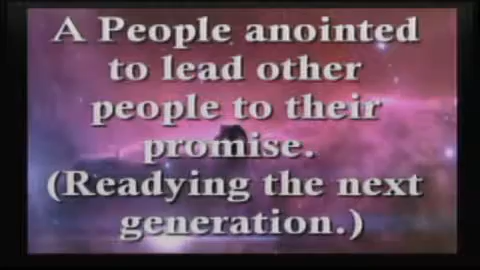 A People anointed
to lead other
people to their
promise.
(Readying the next
generation.)